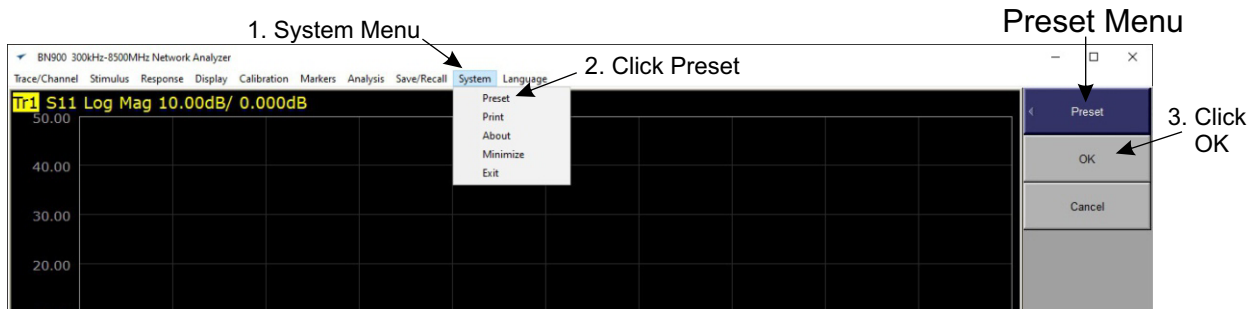 1. System Menu
Preset Menu
BN900 300kHz-8500MHz Network Analyzer
Trace/Channel Stimulus Response Display Calibration Markers Analysis Save/Recall System Language
2. Click Preset
Tr1 S11 Log Mag 10.00dB/ 0.000dB
Preset
Print
About
Minimize
Exit
Preset
3. Click
OK
OK
Cancel
50.00
40.00
30.00
20.00